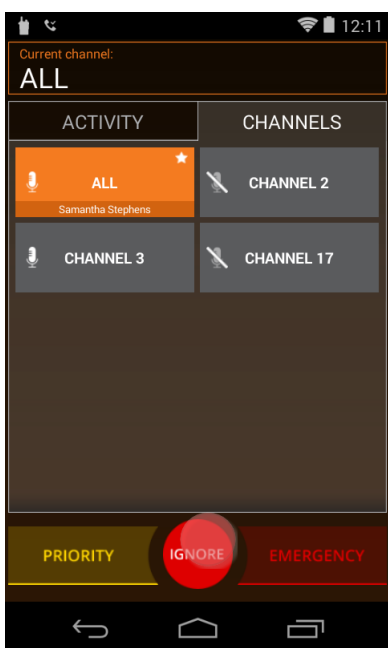 12:11
Current channel:
ALL
ACTIVITY
CHANNELS
ALL
Samantha Stephens
CHANNEL 2
CHANNEL 3
CHANNEL 17
PRIORITY
IGNORE
EMERGENCY